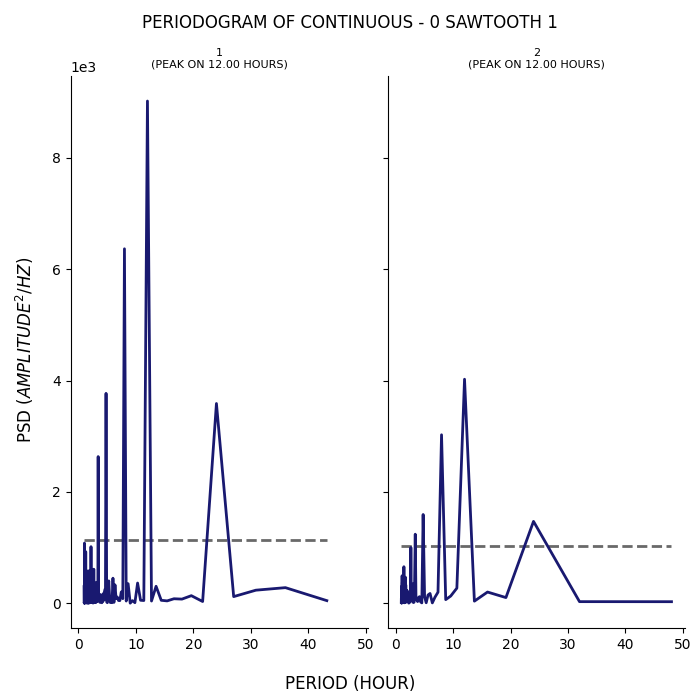 PERIODOGRAM OF CONTINUOUS - 0 SAWTOOTH 1
1
(PEAK ON 12.00 HOURS)
2
(PEAK ON 12.00 HOURS)
1e3
8
6
4
2
0
PSD (AMPLITUDE²/HZ)
0 10 20 30 40 50
0 10 20 30 40 50
PERIOD (HOUR)